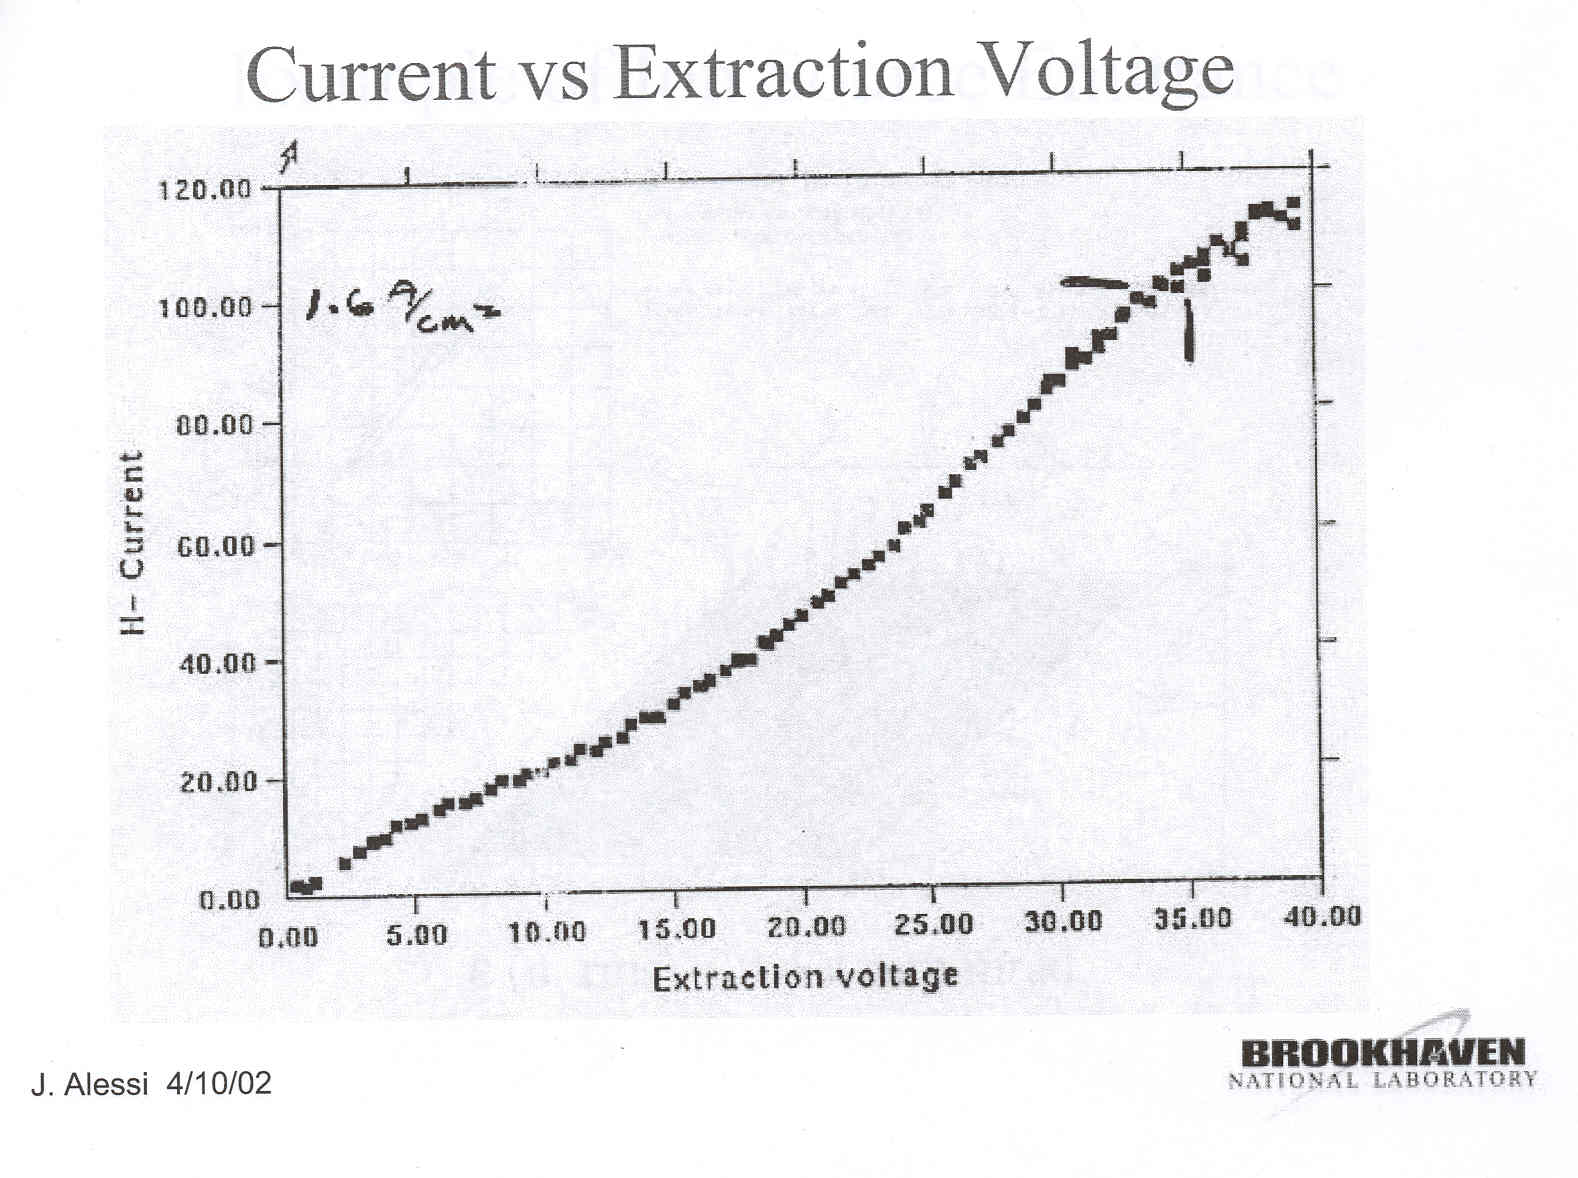 Current vs Extraction Voltage
120.00
1.6 A/cm²
100.00
80.00
H- Current
60.00
40.00
20.00
0.00
0.00 5.00 10.00 15.00 20.00 25.00 30.00 35.00 40.00
Extraction voltage
BROOKHAVEN
NATIONAL LABORATORY
J. Alessi 4/10/02